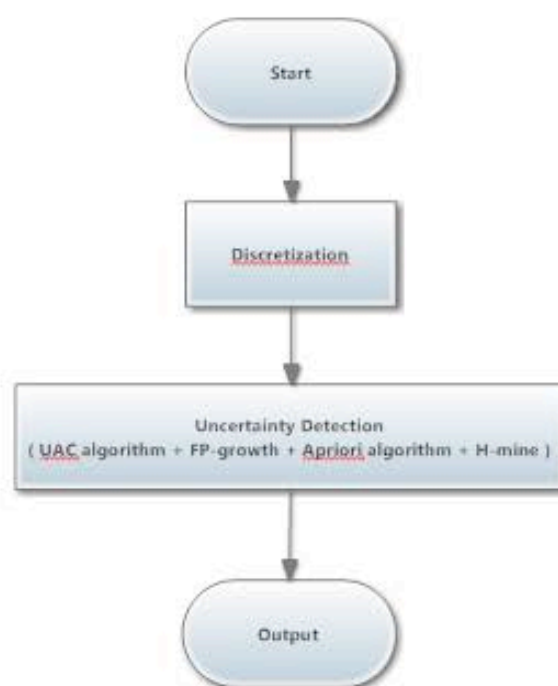 Start
Discretization
Uncertainty Detection
( UAC algorithm + FP-growth + Apriori algorithm + H-mine )
Output